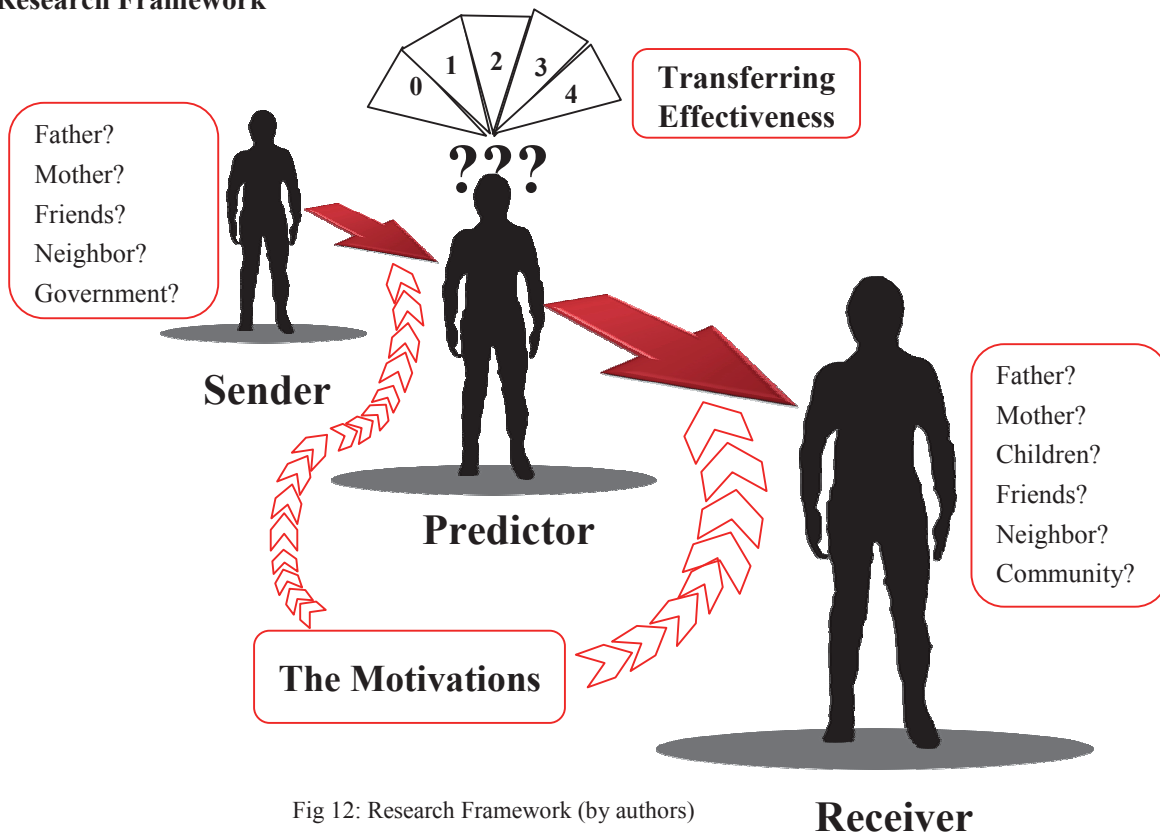 Research Framework
0
1
2
3
4
Transferring
Effectiveness
???
Father?
Mother?
Friends?
Neighbor?
Government?
Sender
Predictor
Father?
Mother?
Children?
Friends?
Neighbor?
Community?
The Motivations
Fig 12: Research Framework (by authors)
Receiver